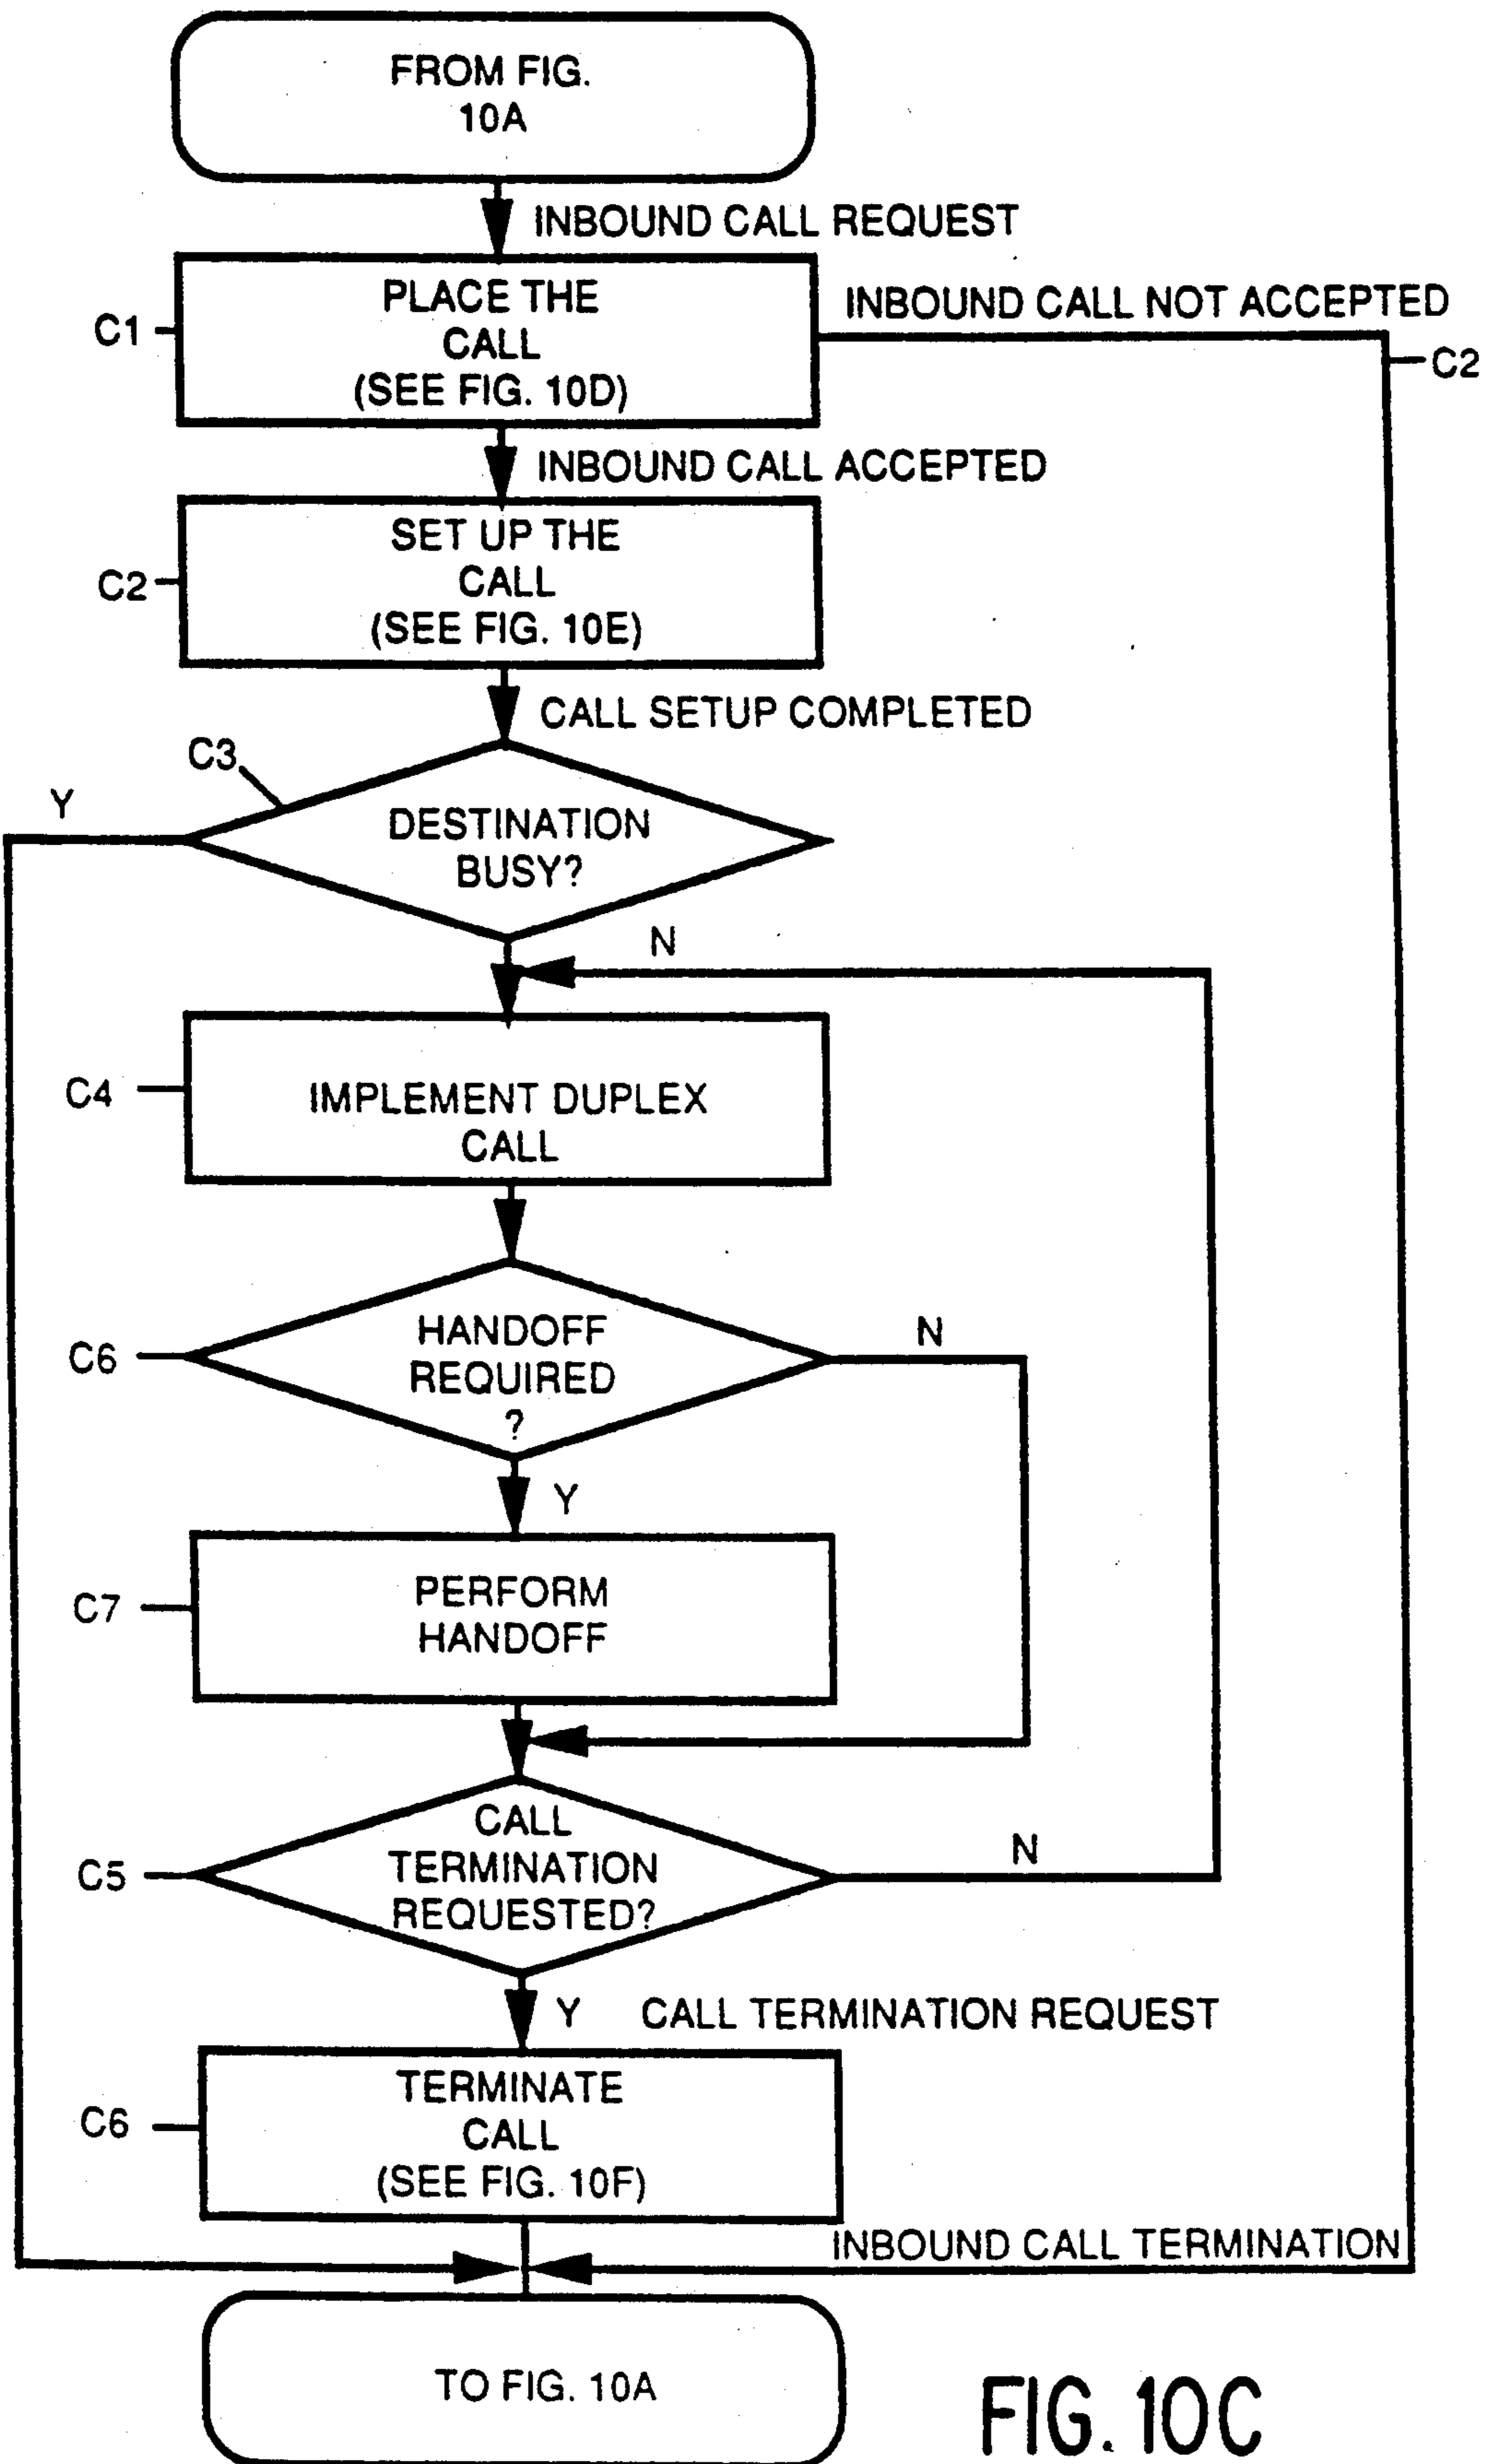 FROM FIG.
10A
INBOUND CALL REQUEST
PLACE THE
CALL
(SEE FIG. 10D)
C1
INBOUND CALL NOT ACCEPTED
C2
INBOUND CALL ACCEPTED
SET UP THE
CALL
(SEE FIG. 10E)
C2
CALL SETUP COMPLETED
C3
Y
DESTINATION
BUSY?
N
C4
IMPLEMENT DUPLEX
CALL
C6
HANDOFF
REQUIRED
?
N
Y
C7
PERFORM
HANDOFF
C5
CALL
TERMINATION
REQUESTED?
N
Y CALL TERMINATION REQUEST
C6
TERMINATE
CALL
(SEE FIG. 10F)
INBOUND CALL TERMINATION
TO FIG. 10A
FIG. 10C